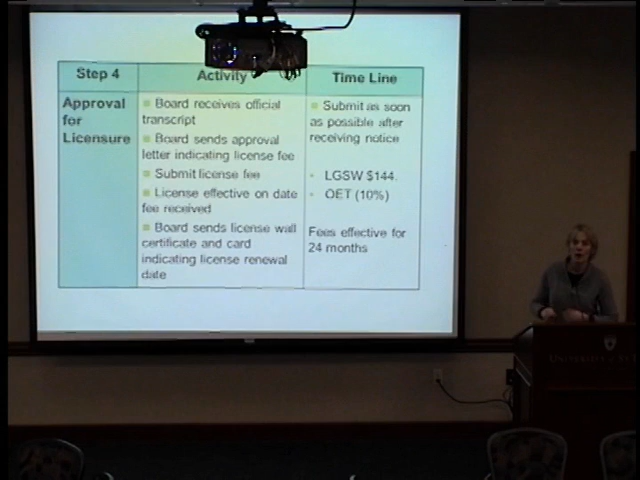 Step 4
Activity
Time Line
Approval
for
Licensure
Board receives official
transcript
Board sends approval
letter indicating license fee
Submit license fee
License effective on date
fee received
Board sends license wall
certificate and card
indicating license renewal
date
Submit as soon
as possible after
receiving notice
LGSW $144.
OET (10%)
Fees effective for
24 months
UNIVERSITY